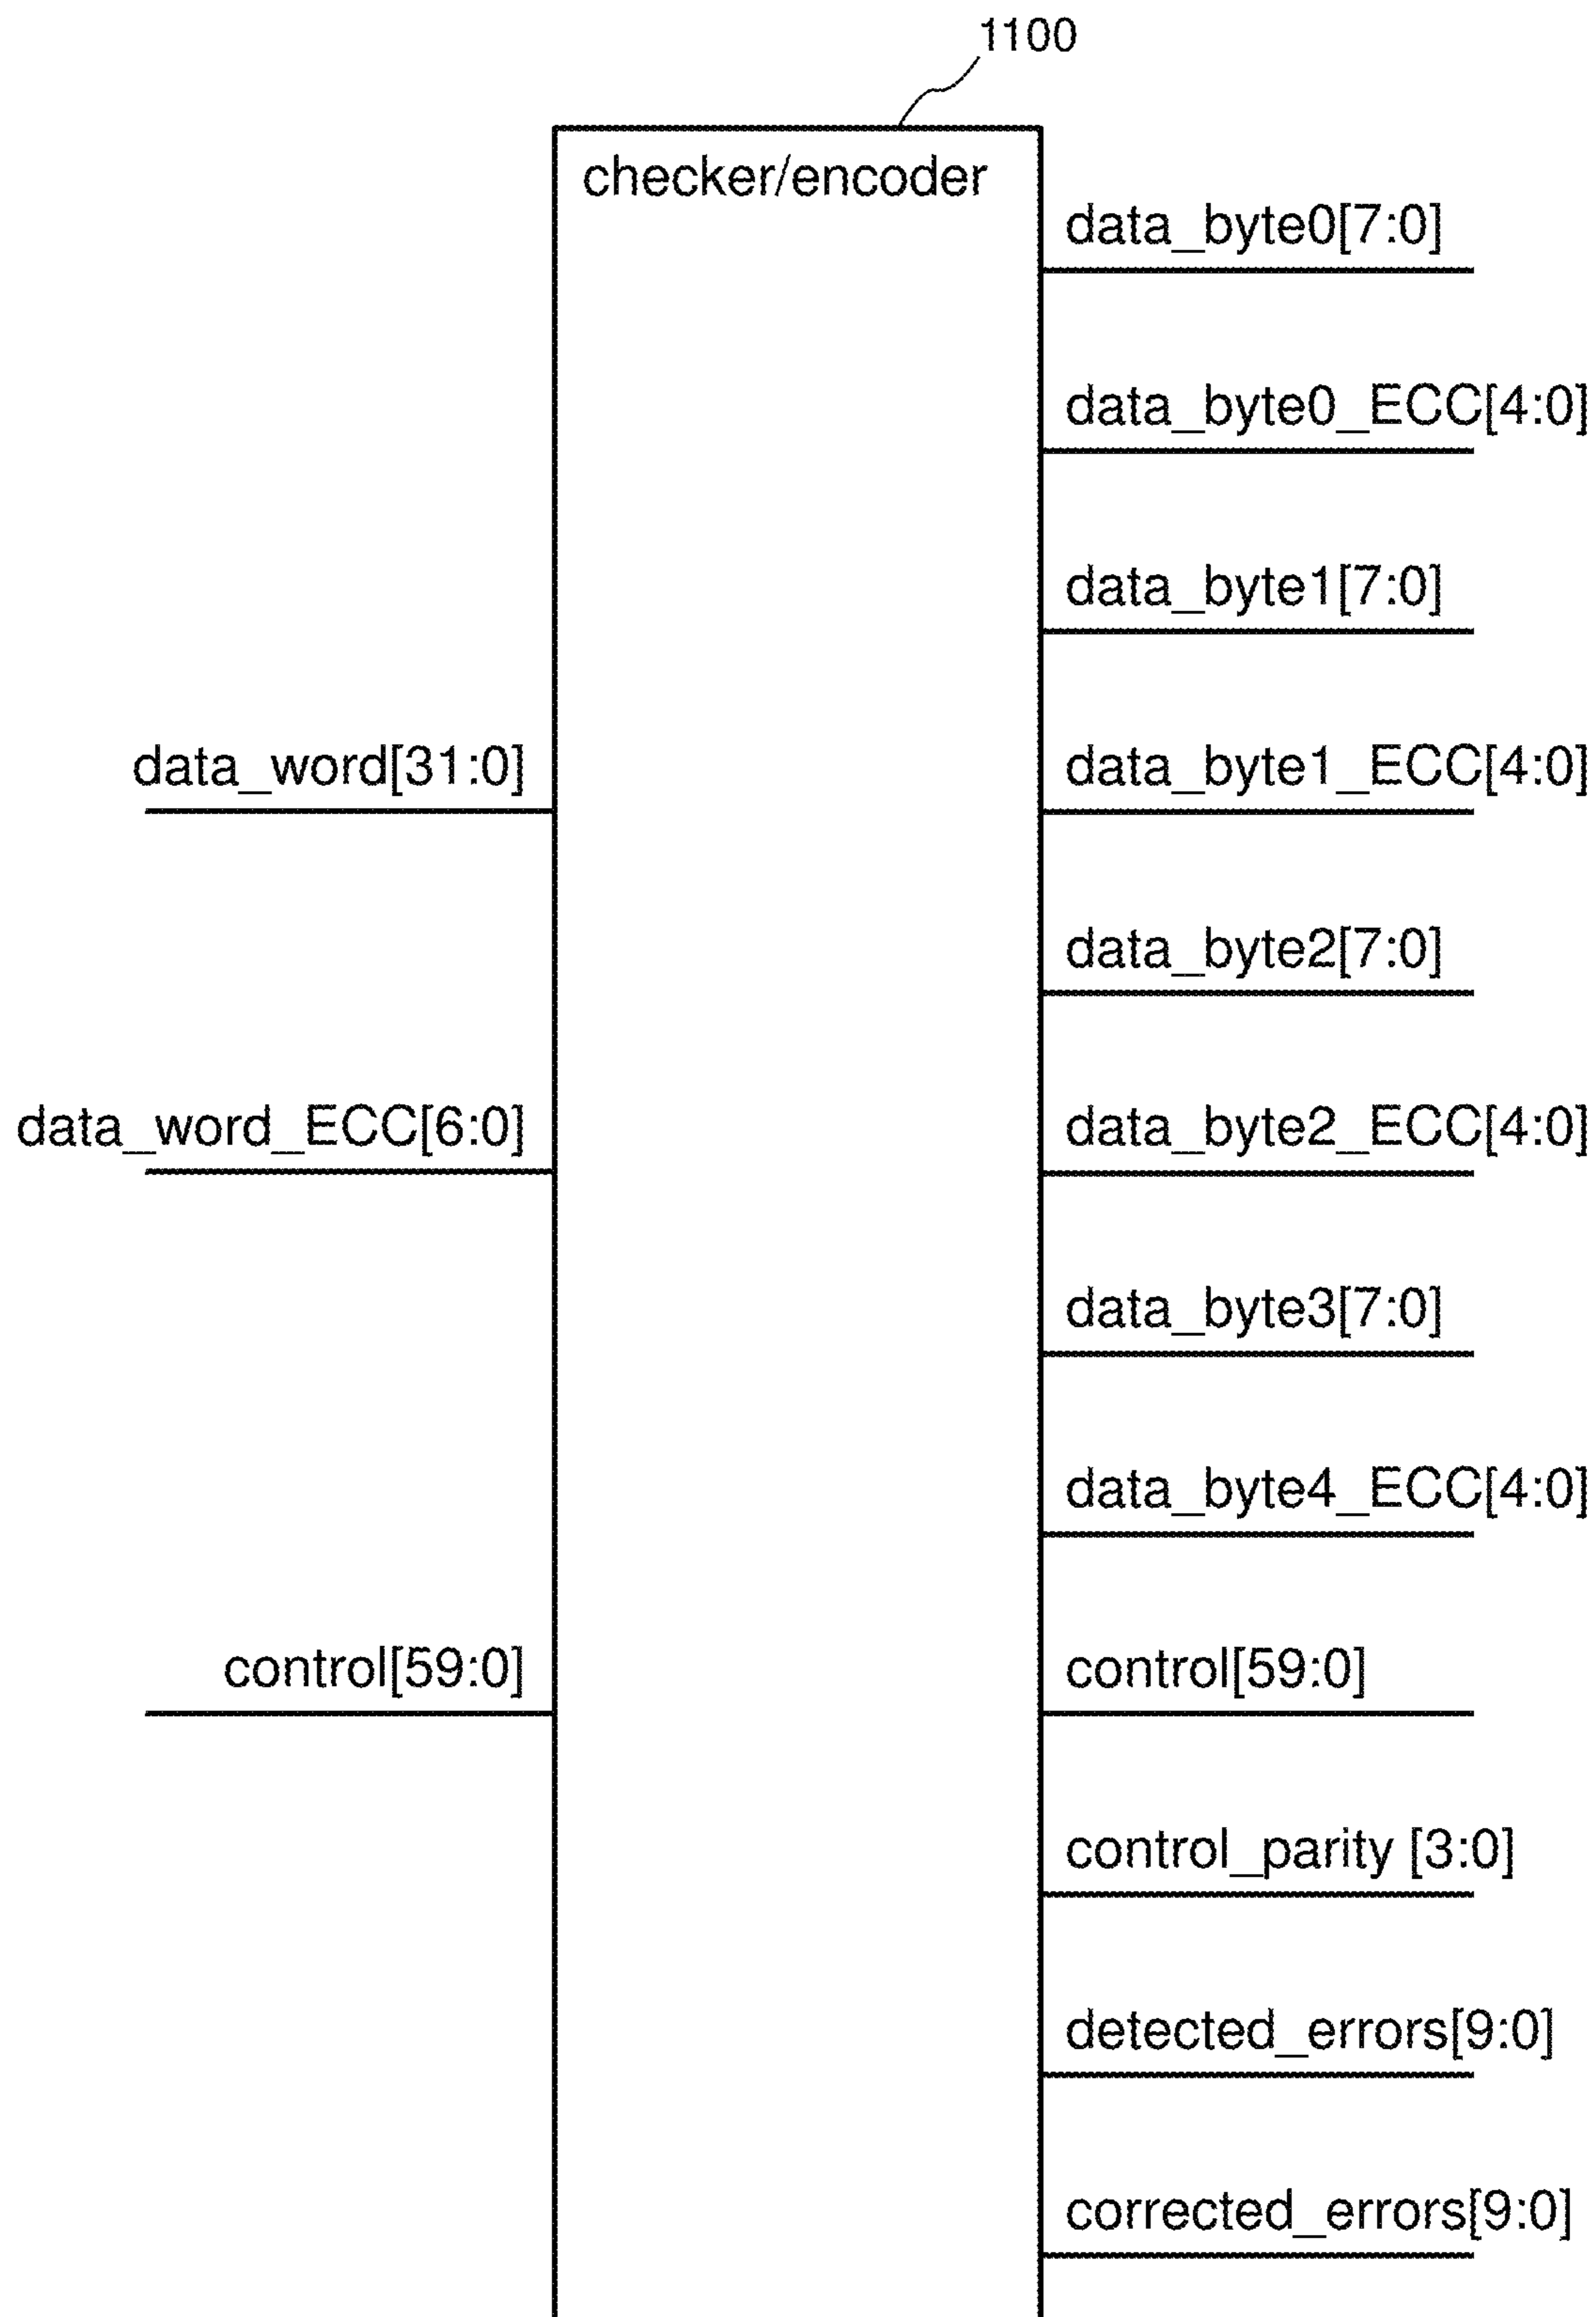 1100
checker/encoder
data_byte0[7:0]
data_byte0_ECC[4:0]
data_byte1[7:0]
data_word[31:0]
data_byte1_ECC[4:0]
data_byte2[7:0]
data_word_ECC[6:0]
data_byte2_ECC[4:0]
data_byte3[7:0]
data_byte4_ECC[4:0]
control[59:0]
control[59:0]
control_parity [3:0]
detected_errors[9:0]
corrected_errors[9:0]